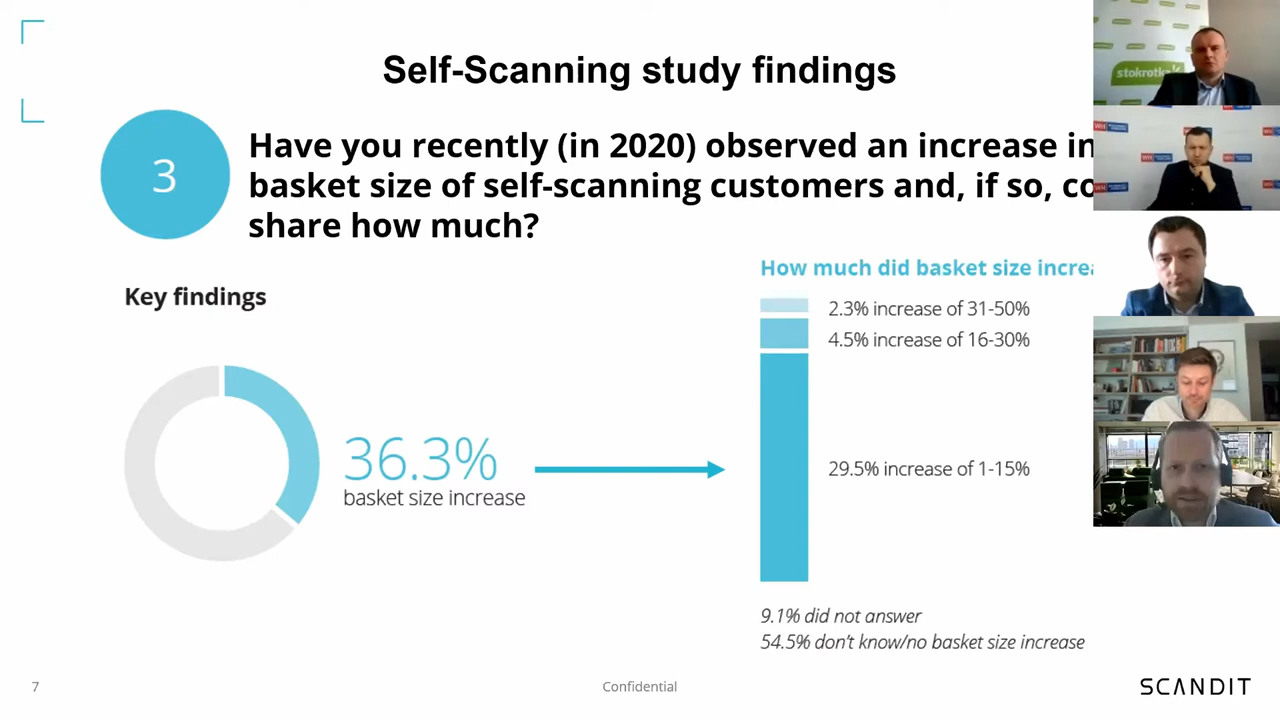 Self-Scanning study findings
3
Have you recently (in 2020) observed an increase in
basket size of self-scanning customers and, if so,
share how much?
Key findings
36.3%
basket size increase
How much did basket size
2.3% increase of 31-50%
4.5% increase of 16-30%
29.5% increase of 1-15%
9.1% did not answer
54.5% don't know/no basket size increase
7
Confidential
SCANDIT
stokrotka
WH
WH